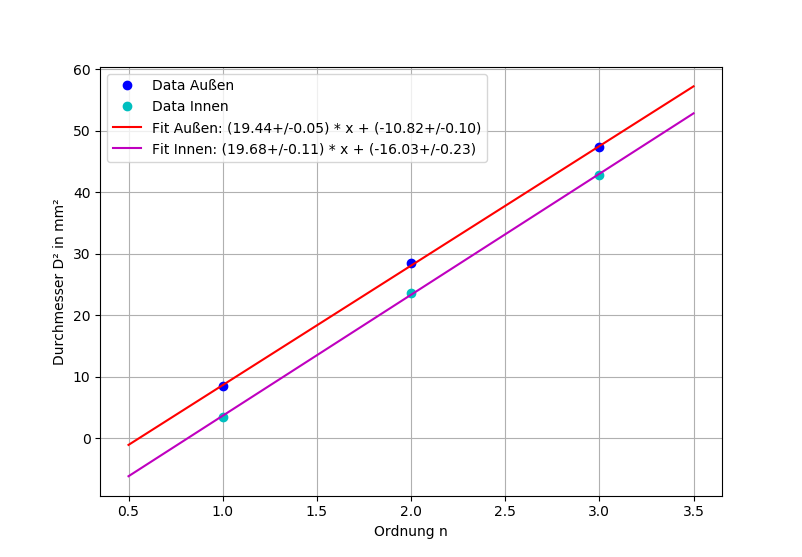 Data Außen
Data Innen
Fit Außen: (19.44+/-0.05) * x + (-10.82+/-0.10)
Fit Innen: (19.68+/-0.11) * x + (-16.03+/-0.23)
60
50
40
30
20
10
0
Durchmesser D² in mm²
0.5 1.0 1.5 2.0 2.5 3.0 3.5
Ordnung n